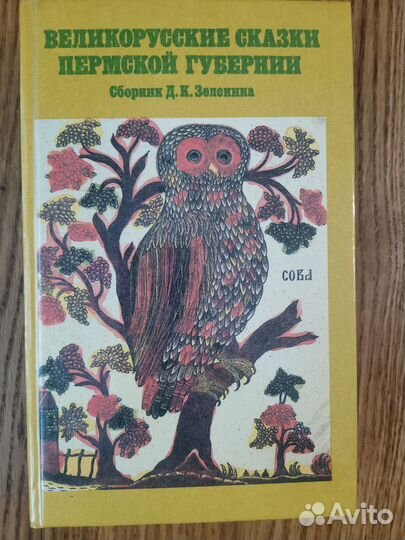 ВЕЛИКОРУССКИЕ СКАЗКИ
ПЕРМСКОЙ ГУБЕРНИИ
Сборник Д. К. Зеленина
СОВА
Avito